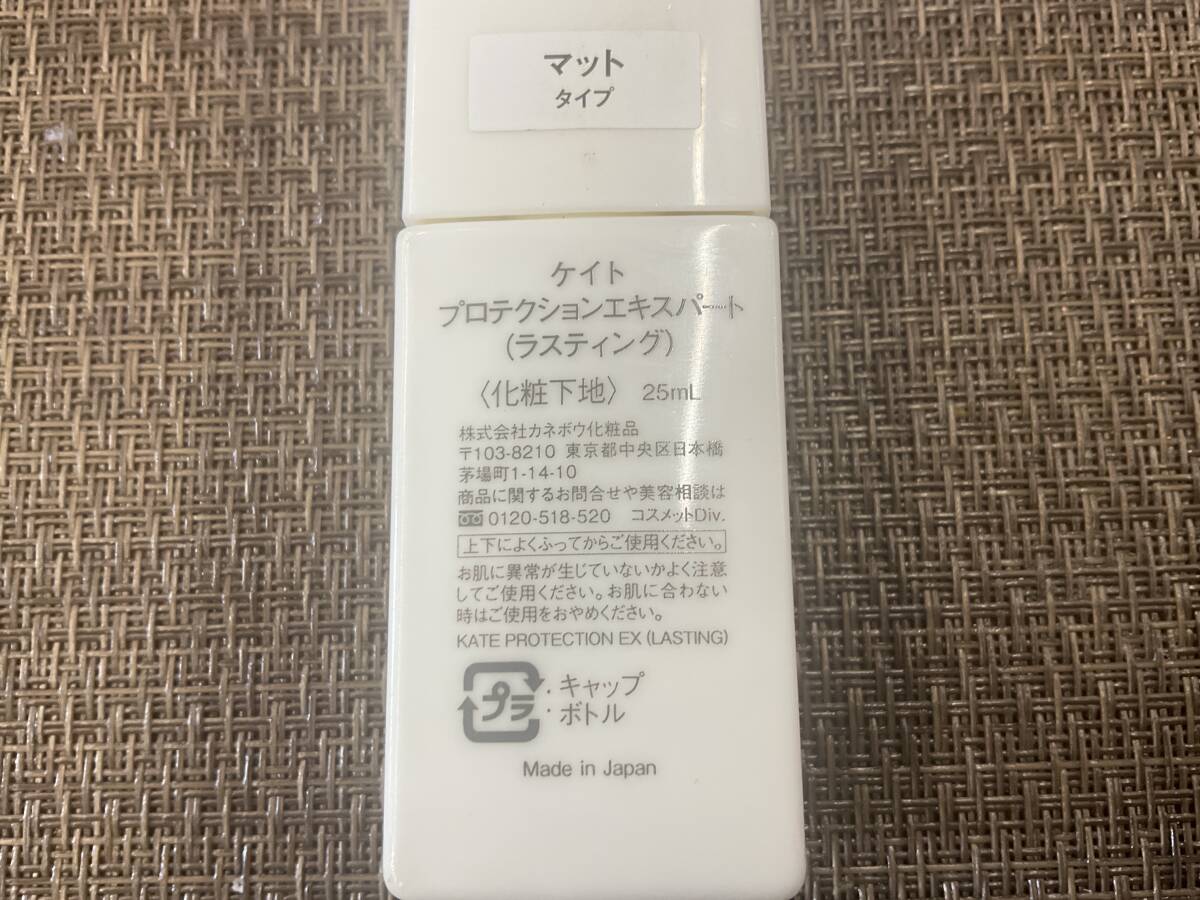 マット
タイプ
ケイト
プロテクションエキスパート
(ラスティング)
〈化粧下地〉 25mL
株式会社カネボウ化粧品
〒103-8210 東京都中央区日本橋
茅場町1-14-10
商品に関するお問合せや美容相談は
0120-518-520 コスメットDiv.
上下によくふってからご使用ください。
お肌に異常が生じていないかよく注意
してご使用ください。お肌に合わない
時はご使用をおやめください。
KATE PROTECTION EX (LASTING)
プラ
・キャップ
・ボトル
Made in Japan